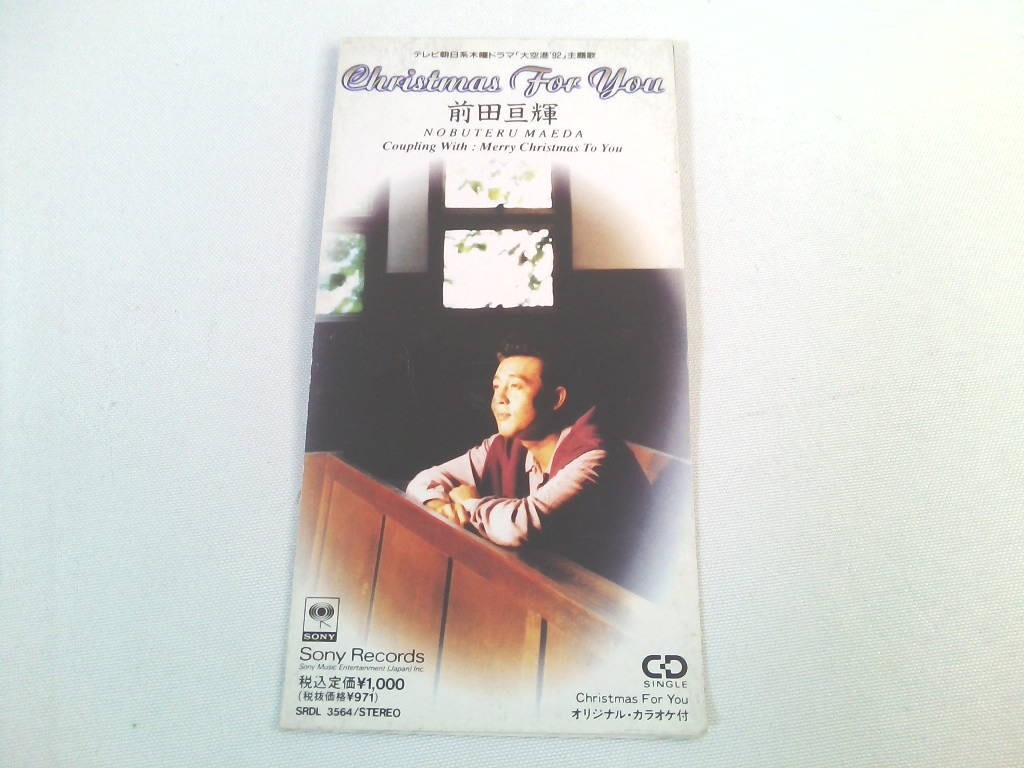 テレビ朝日系木曜ドラマ「大空港'92」主題歌
Christmas For You
前田亘輝
NOBUTERU MAEDA
Coupling With : Merry Christmas To You
SONY
Sony Records
Sony Music Entertainment (Japan) Inc.
税込定価¥1,000
(税抜価格¥971)
SRDL 3564/STEREO
CD
SINGLE
Christmas For You
オリジナル・カラオケ付